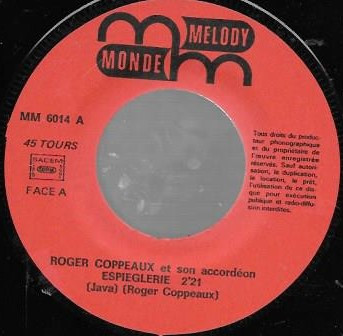 MELODY
MONDE
MM 6014 A
45 TOURS
SACEM
FACE A
Tous droits du produc-
teur phonographique
et du propriétaire de
l'œuvre enregistrée
réservés. Sauf autori-
sation, la duplication,
la location, le prêt,
l'utilisation de ce dis-
que pour exécution
publique et radio-diffu-
sion interdites.
ROGER COPPEAUX et son accordéon
ESPIEGLERIE 2'21
(Java) (Roger Coppeaux)